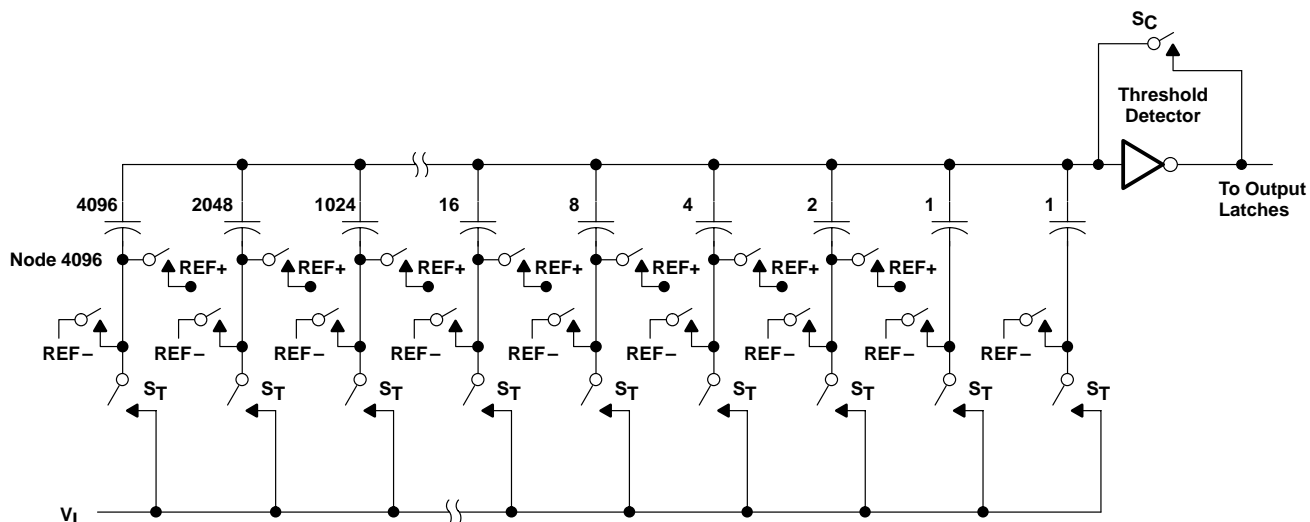 SC
Threshold
Detector
To Output
Latches
4096 2048 1024 16 8 4 2 1 1
Node 4096 REF+ REF+ REF+ REF+ REF+ REF+ REF+
REF− REF− REF− REF− REF− REF− REF− REF− REF−
ST ST ST ST ST ST ST ST ST
VI